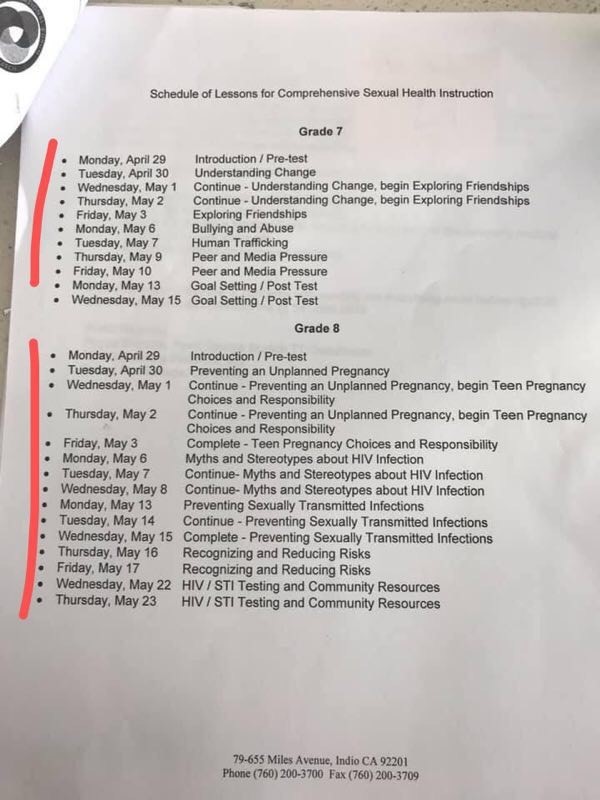 Schedule of Lessons for Comprehensive Sexual Health Instruction
Grade 7
• Monday, April 29 Introduction / Pre-test
• Tuesday, April 30 Understanding Change
• Wednesday, May 1 Continue - Understanding Change, begin Exploring Friendships
• Thursday, May 2 Continue - Understanding Change, begin Exploring Friendships
• Friday, May 3 Exploring Friendships
• Monday, May 6 Bullying and Abuse
• Tuesday, May 7 Human Trafficking
• Thursday, May 9 Peer and Media Pressure
• Friday, May 10 Peer and Media Pressure
• Monday, May 13 Goal Setting / Post Test
• Wednesday, May 15 Goal Setting / Post Test
Grade 8
• Monday, April 29 Introduction / Pre-test
• Tuesday, April 30 Preventing an Unplanned Pregnancy
• Wednesday, May 1 Continue - Preventing an Unplanned Pregnancy, begin Teen Pregnancy
Choices and Responsibility
• Thursday, May 2 Continue - Preventing an Unplanned Pregnancy, begin Teen Pregnancy
Choices and Responsibility
• Friday, May 3 Complete - Teen Pregnancy Choices and Responsibility
• Monday, May 6 Myths and Stereotypes about HIV Infection
• Tuesday, May 7 Continue- Myths and Stereotypes about HIV Infection
• Wednesday, May 8 Continue- Myths and Stereotypes about HIV Infection
• Monday, May 13 Preventing Sexually Transmitted Infections
• Tuesday, May 14 Continue - Preventing Sexually Transmitted Infections
• Wednesday, May 15 Complete - Preventing Sexually Transmitted Infections
• Thursday, May 16 Recognizing and Reducing Risks
• Friday, May 17 Recognizing and Reducing Risks
• Wednesday, May 22 HIV / STI Testing and Community Resources
• Thursday, May 23 HIV / STI Testing and Community Resources
79-655 Miles Avenue, Indio CA 92201
Phone (760) 200-3700 Fax (760) 200-3709